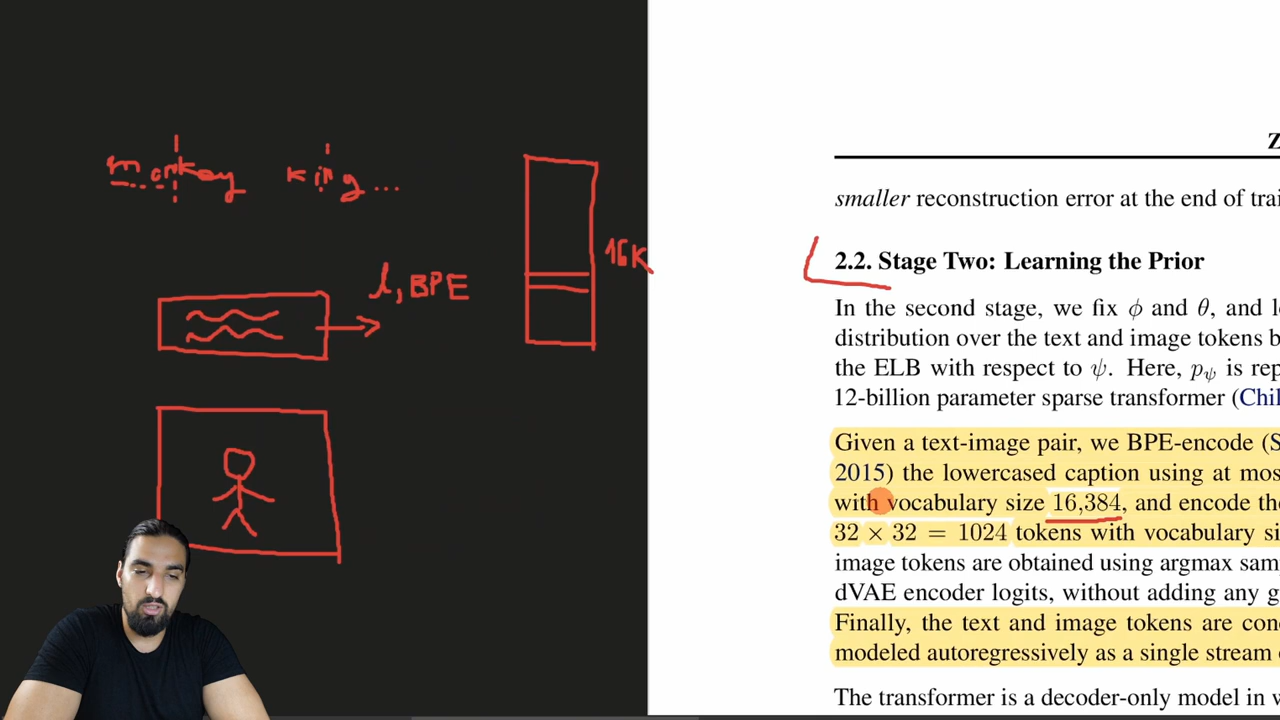 monkey king...
16K
l, BPE
Z
smaller reconstruction error at the end of trai
2.2. Stage Two: Learning the Prior
In the second stage, we fix ϕ and θ, and l
distribution over the text and image tokens b
the ELB with respect to ψ. Here, pψ is rep
12-billion parameter sparse transformer (Chil
Given a text-image pair, we BPE-encode (S
2015) the lowercased caption using at mos
with vocabulary size 16,384, and encode the
32 × 32 = 1024 tokens with vocabulary si
image tokens are obtained using argmax sam
dVAE encoder logits, without adding any g
Finally, the text and image tokens are con
modeled autoregressively as a single stream
The transformer is a decoder-only model in w